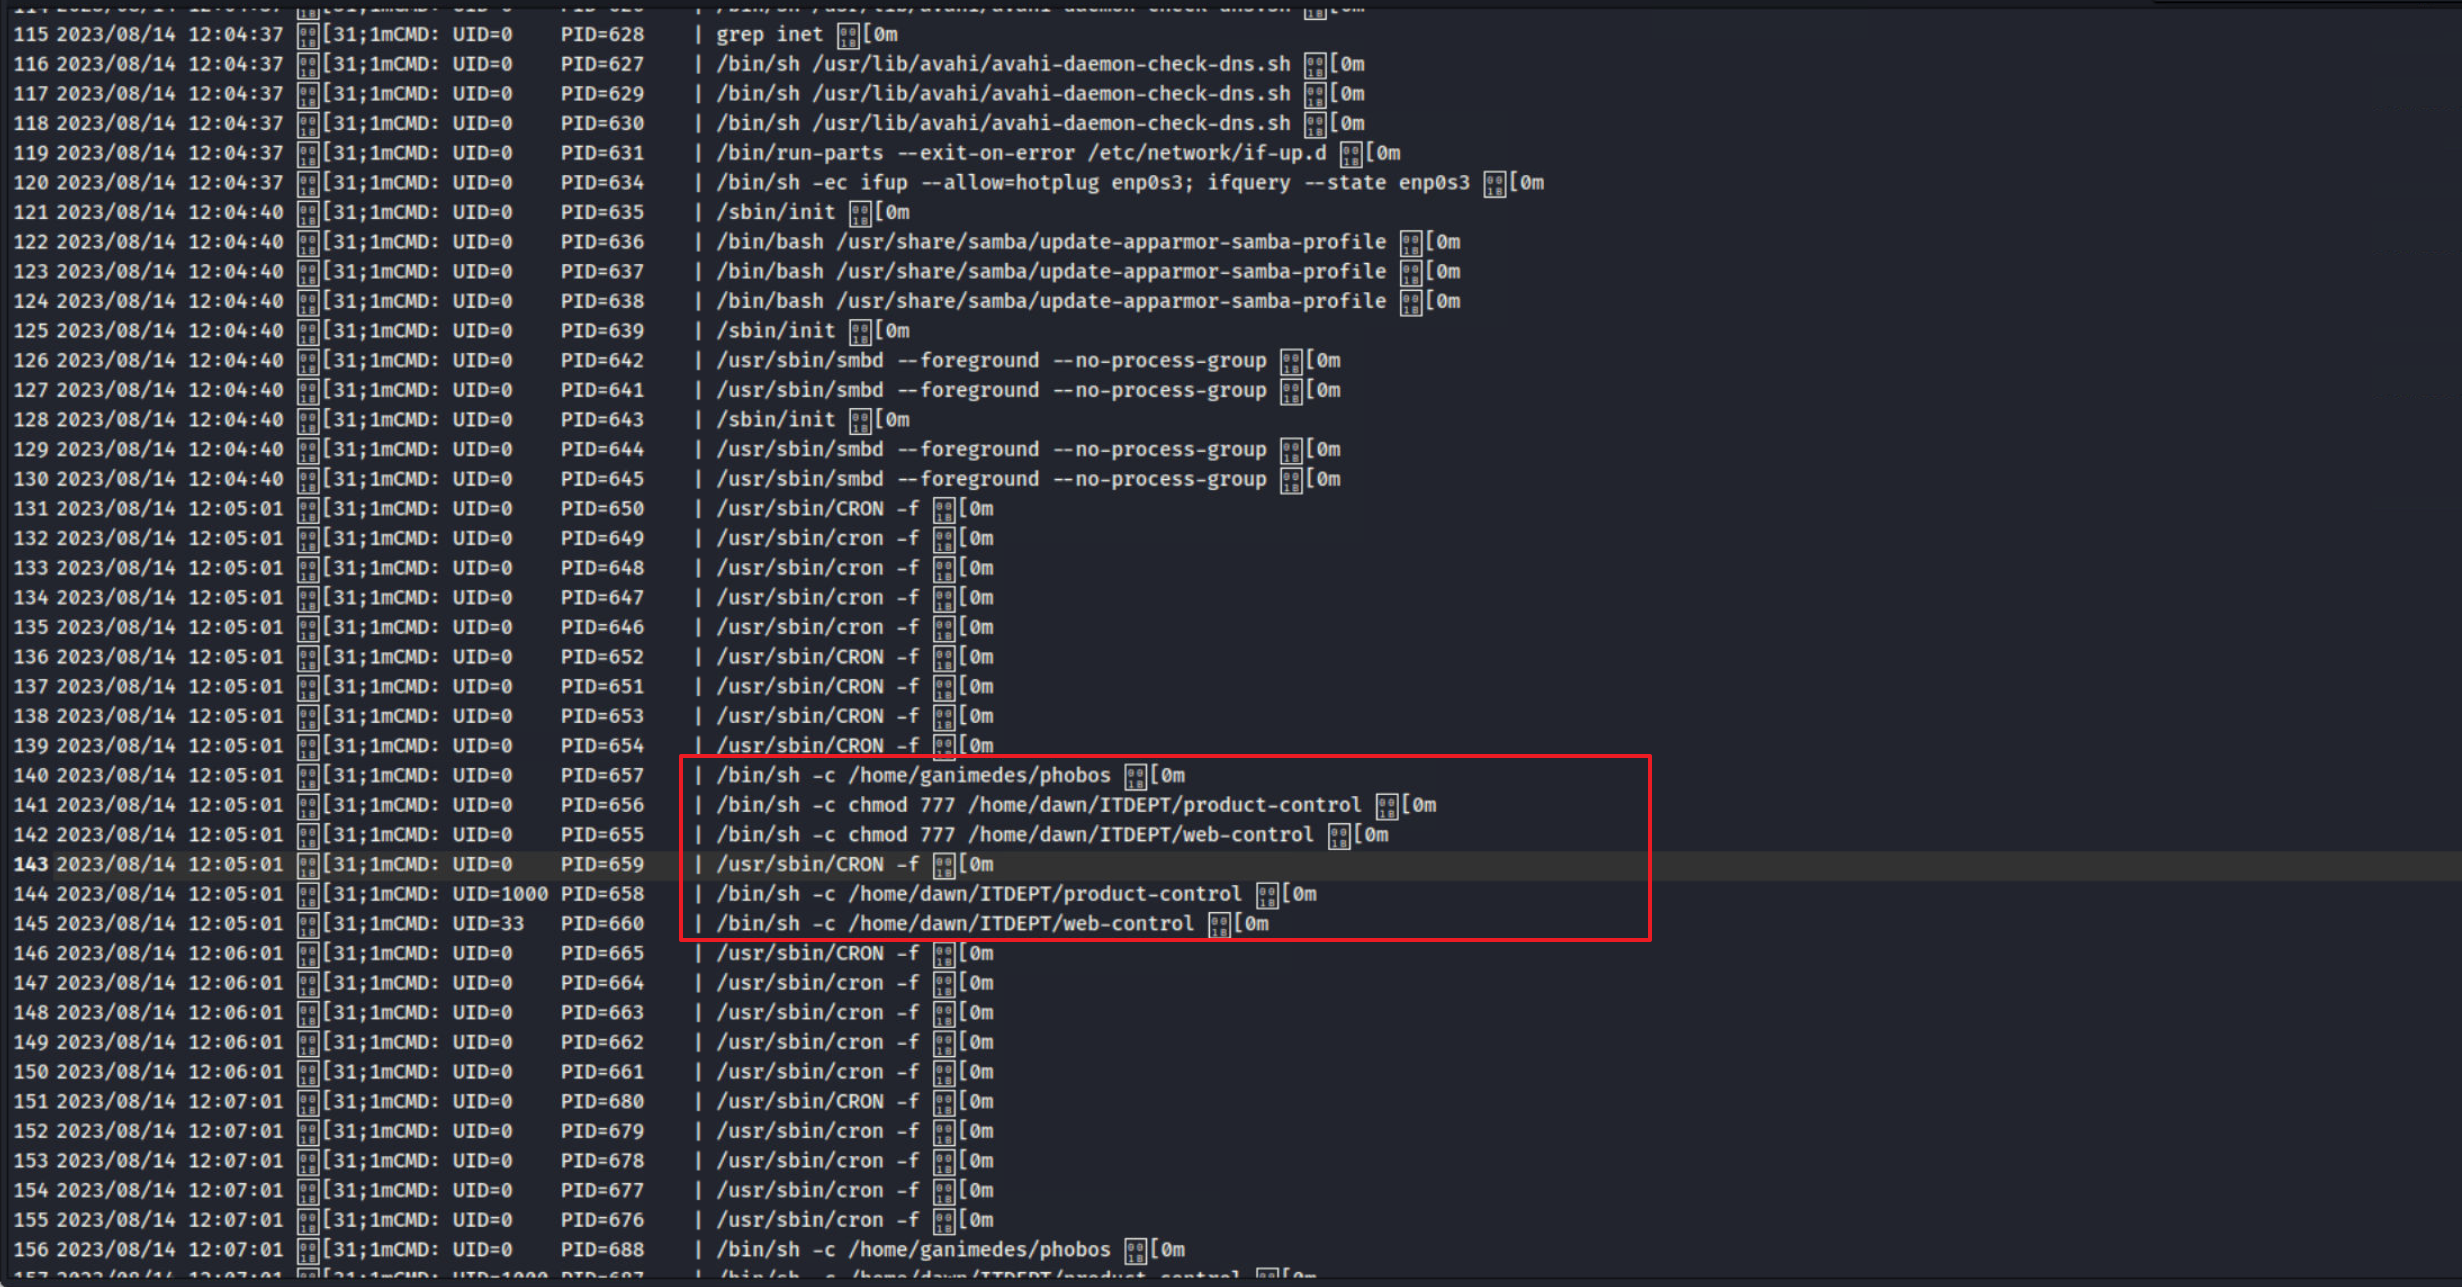 115 2023/08/14 12:04:37 [31;1mCMD: UID=0 PID=628 | grep inet [0m
116 2023/08/14 12:04:37 [31;1mCMD: UID=0 PID=627 | /bin/sh /usr/lib/avahi/avahi-daemon-check-dns.sh [0m
117 2023/08/14 12:04:37 [31;1mCMD: UID=0 PID=629 | /bin/sh /usr/lib/avahi/avahi-daemon-check-dns.sh [0m
118 2023/08/14 12:04:37 [31;1mCMD: UID=0 PID=630 | /bin/sh /usr/lib/avahi/avahi-daemon-check-dns.sh [0m
119 2023/08/14 12:04:37 [31;1mCMD: UID=0 PID=631 | /bin/run-parts --exit-on-error /etc/network/if-up.d [0m
120 2023/08/14 12:04:37 [31;1mCMD: UID=0 PID=634 | /bin/sh -ec ifup --allow=hotplug enp0s3; ifquery --state enp0s3 [0m
121 2023/08/14 12:04:40 [31;1mCMD: UID=0 PID=635 | /sbin/init [0m
122 2023/08/14 12:04:40 [31;1mCMD: UID=0 PID=636 | /bin/bash /usr/share/samba/update-apparmor-samba-profile [0m
123 2023/08/14 12:04:40 [31;1mCMD: UID=0 PID=637 | /bin/bash /usr/share/samba/update-apparmor-samba-profile [0m
124 2023/08/14 12:04:40 [31;1mCMD: UID=0 PID=638 | /bin/bash /usr/share/samba/update-apparmor-samba-profile [0m
125 2023/08/14 12:04:40 [31;1mCMD: UID=0 PID=639 | /sbin/init [0m
126 2023/08/14 12:04:40 [31;1mCMD: UID=0 PID=642 | /usr/sbin/smbd --foreground --no-process-group [0m
127 2023/08/14 12:04:40 [31;1mCMD: UID=0 PID=641 | /usr/sbin/smbd --foreground --no-process-group [0m
128 2023/08/14 12:04:40 [31;1mCMD: UID=0 PID=643 | /sbin/init [0m
129 2023/08/14 12:04:40 [31;1mCMD: UID=0 PID=644 | /usr/sbin/smbd --foreground --no-process-group [0m
130 2023/08/14 12:04:40 [31;1mCMD: UID=0 PID=645 | /usr/sbin/smbd --foreground --no-process-group [0m
131 2023/08/14 12:05:01 [31;1mCMD: UID=0 PID=650 | /usr/sbin/CRON -f [0m
132 2023/08/14 12:05:01 [31;1mCMD: UID=0 PID=649 | /usr/sbin/cron -f [0m
133 2023/08/14 12:05:01 [31;1mCMD: UID=0 PID=648 | /usr/sbin/cron -f [0m
134 2023/08/14 12:05:01 [31;1mCMD: UID=0 PID=647 | /usr/sbin/cron -f [0m
135 2023/08/14 12:05:01 [31;1mCMD: UID=0 PID=646 | /usr/sbin/cron -f [0m
136 2023/08/14 12:05:01 [31;1mCMD: UID=0 PID=652 | /usr/sbin/CRON -f [0m
137 2023/08/14 12:05:01 [31;1mCMD: UID=0 PID=651 | /usr/sbin/CRON -f [0m
138 2023/08/14 12:05:01 [31;1mCMD: UID=0 PID=653 | /usr/sbin/CRON -f [0m
139 2023/08/14 12:05:01 [31;1mCMD: UID=0 PID=654 | /usr/sbin/CRON -f [0m
140 2023/08/14 12:05:01 [31;1mCMD: UID=0 PID=657 | /bin/sh -c /home/ganimedes/phobos [0m
141 2023/08/14 12:05:01 [31;1mCMD: UID=0 PID=656 | /bin/sh -c chmod 777 /home/dawn/ITDEPT/product-control [0m
142 2023/08/14 12:05:01 [31;1mCMD: UID=0 PID=655 | /bin/sh -c chmod 777 /home/dawn/ITDEPT/web-control [0m
143 2023/08/14 12:05:01 [31;1mCMD: UID=0 PID=659 | /usr/sbin/CRON -f [0m
144 2023/08/14 12:05:01 [31;1mCMD: UID=1000 PID=658 | /bin/sh -c /home/dawn/ITDEPT/product-control [0m
145 2023/08/14 12:05:01 [31;1mCMD: UID=33 PID=660 | /bin/sh -c /home/dawn/ITDEPT/web-control [0m
146 2023/08/14 12:06:01 [31;1mCMD: UID=0 PID=665 | /usr/sbin/CRON -f [0m
147 2023/08/14 12:06:01 [31;1mCMD: UID=0 PID=664 | /usr/sbin/cron -f [0m
148 2023/08/14 12:06:01 [31;1mCMD: UID=0 PID=663 | /usr/sbin/cron -f [0m
149 2023/08/14 12:06:01 [31;1mCMD: UID=0 PID=662 | /usr/sbin/cron -f [0m
150 2023/08/14 12:06:01 [31;1mCMD: UID=0 PID=661 | /usr/sbin/cron -f [0m
151 2023/08/14 12:07:01 [31;1mCMD: UID=0 PID=680 | /usr/sbin/CRON -f [0m
152 2023/08/14 12:07:01 [31;1mCMD: UID=0 PID=679 | /usr/sbin/cron -f [0m
153 2023/08/14 12:07:01 [31;1mCMD: UID=0 PID=678 | /usr/sbin/cron -f [0m
154 2023/08/14 12:07:01 [31;1mCMD: UID=0 PID=677 | /usr/sbin/cron -f [0m
155 2023/08/14 12:07:01 [31;1mCMD: UID=0 PID=676 | /usr/sbin/cron -f [0m
156 2023/08/14 12:07:01 [31;1mCMD: UID=0 PID=688 | /bin/sh -c /home/ganimedes/phobos [0m